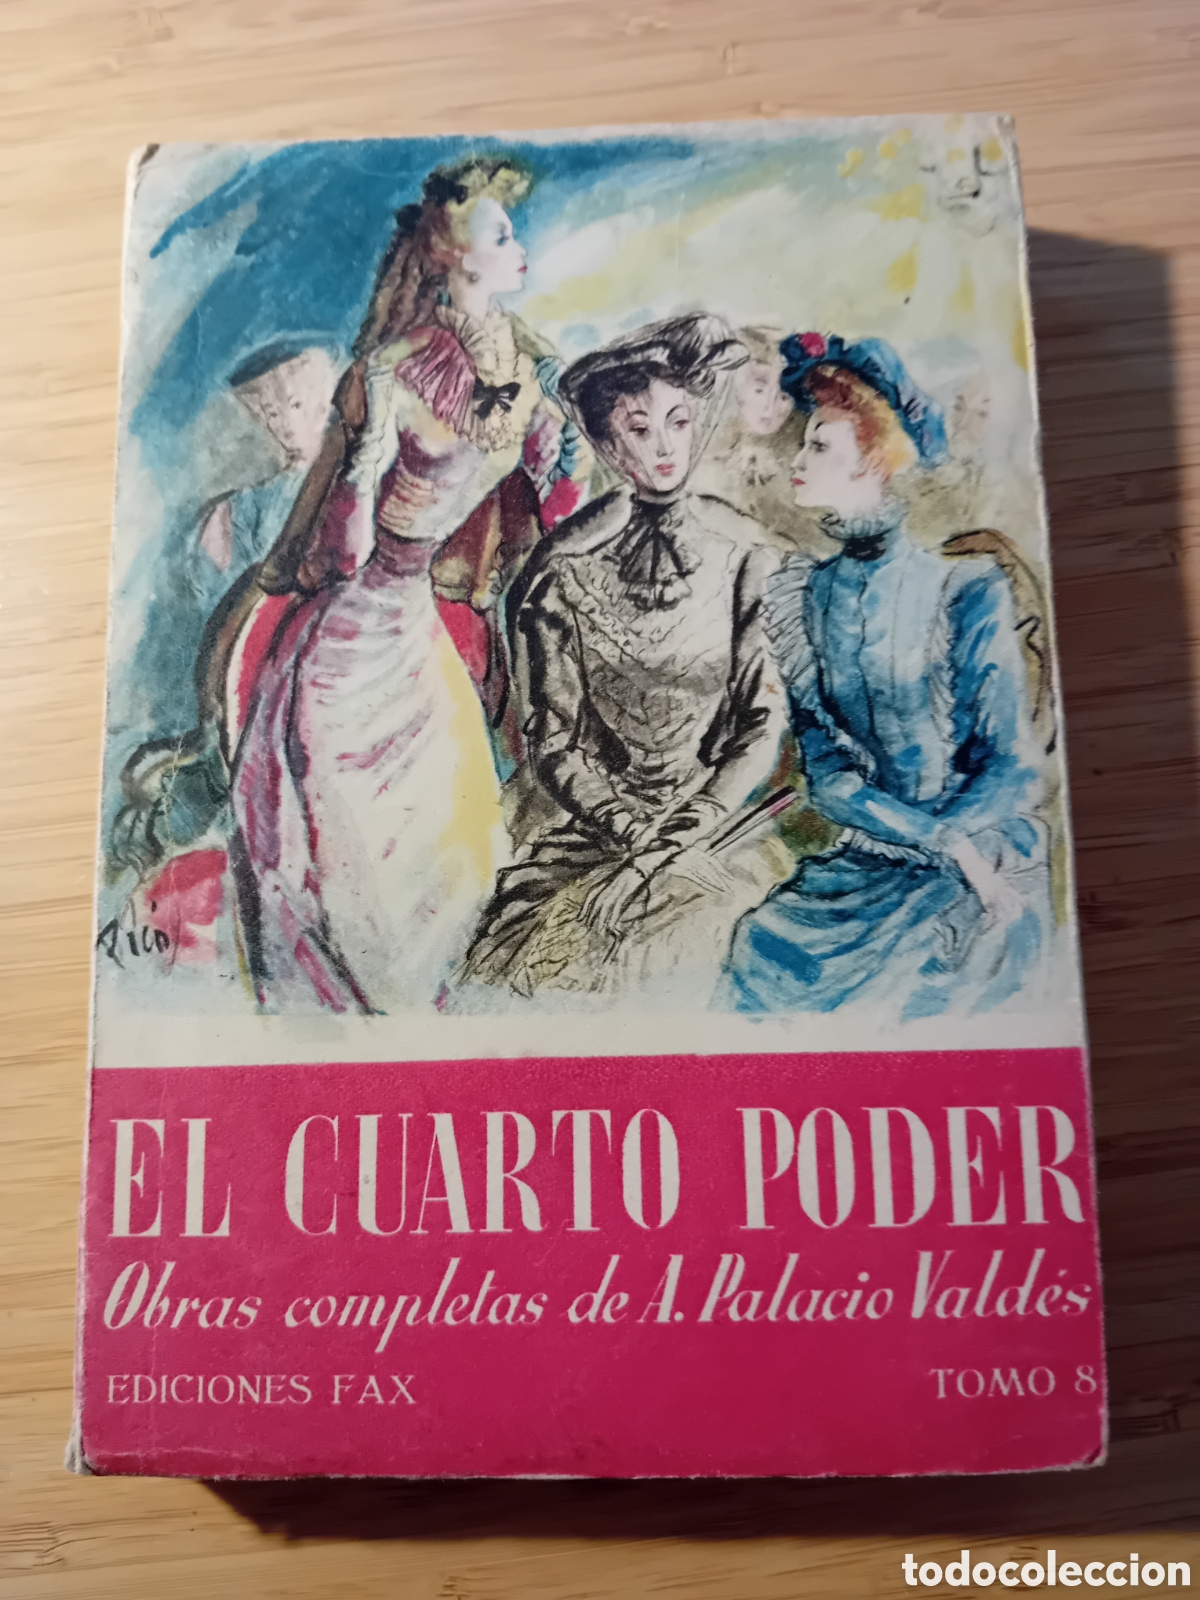 EL CUARTO PODER
Obras completas de A. Palacio Valdés
EDICIONES FAX
TOMO 8
todocoleccion